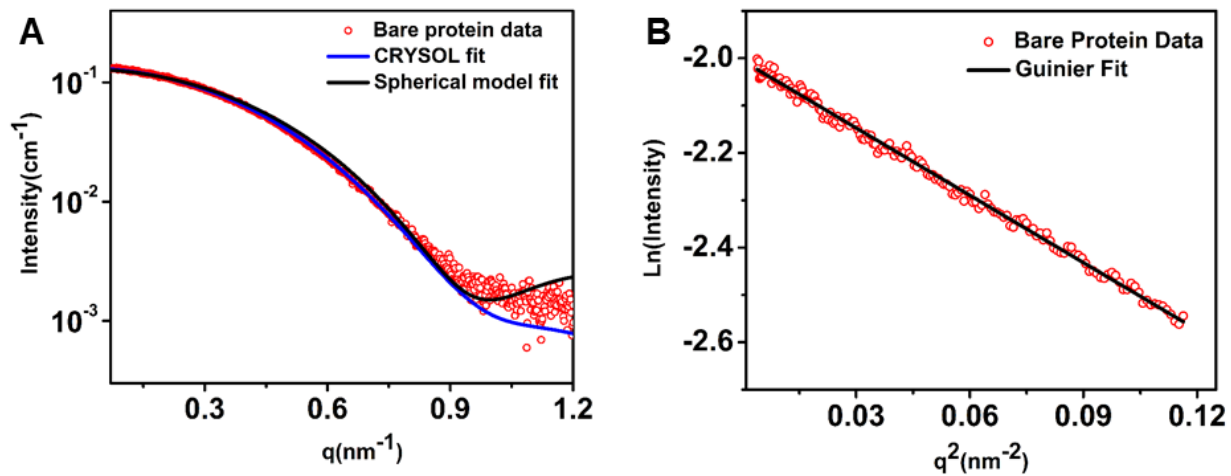 A
Bare protein data
CRYSOL fit
Spherical model fit
10⁻¹
10⁻²
10⁻³
Intensity(cm⁻¹)
0.3 0.6 0.9 1.2
q(nm⁻¹)
B
Bare Protein Data
Guinier Fit
-2.0
-2.2
-2.4
-2.6
Ln(Intensity)
0.03 0.06 0.09 0.12
q²(nm⁻²)